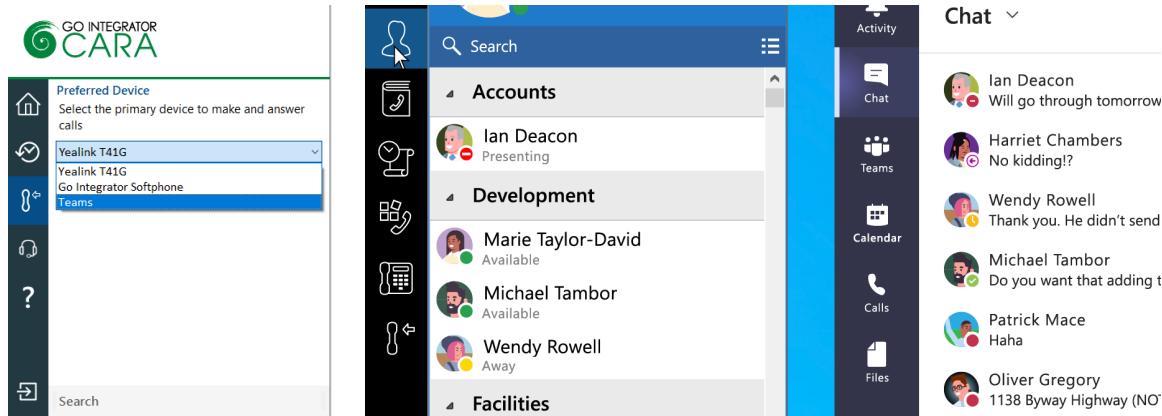 GO INTEGRATOR
CARA
Preferred Device
Select the primary device to make and answer
calls
Yealink T41G
Yealink T41G
Go Integrator Softphone
Teams
?
Search
Search
Accounts
Ian Deacon
Presenting
Development
Marie Taylor-David
Available
Michael Tambor
Available
Wendy Rowell
Away
Facilities
Activity
Chat
Teams
Calendar
Calls
Files
Chat
Ian Deacon
Will go through tomorrow
Harriet Chambers
No kidding!?
Wendy Rowell
Thank you. He didn't send
Michael Tambor
Do you want that adding t
Patrick Mace
Haha
Oliver Gregory
1138 Byway Highway (NOT